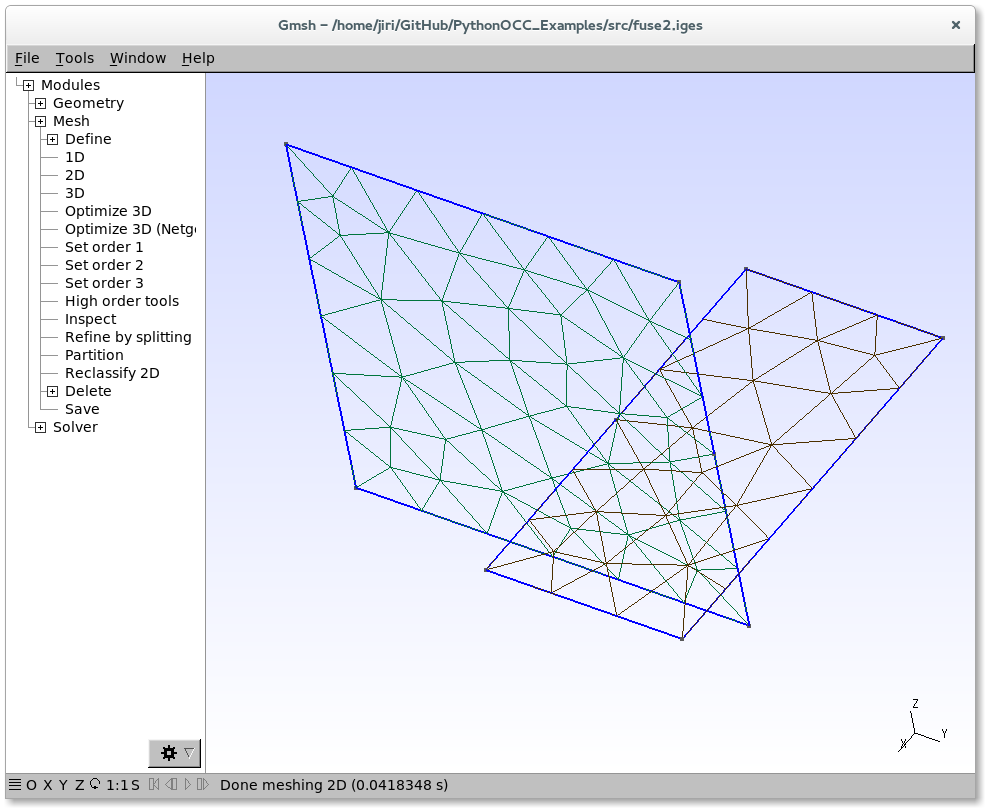 Gmsh - /home/jiri/GitHub/PythonOCC_Examples/src/fuse2.iges
File Tools Window Help
Modules
Geometry
Mesh
Define
1D
2D
3D
Optimize 3D
Optimize 3D (Netg
Set order 1
Set order 2
Set order 3
High order tools
Inspect
Refine by splitting
Partition
Reclassify 2D
Delete
Save
Solver
Z
Y
X
O X Y Z 1:1 S Done meshing 2D (0.0418348 s)